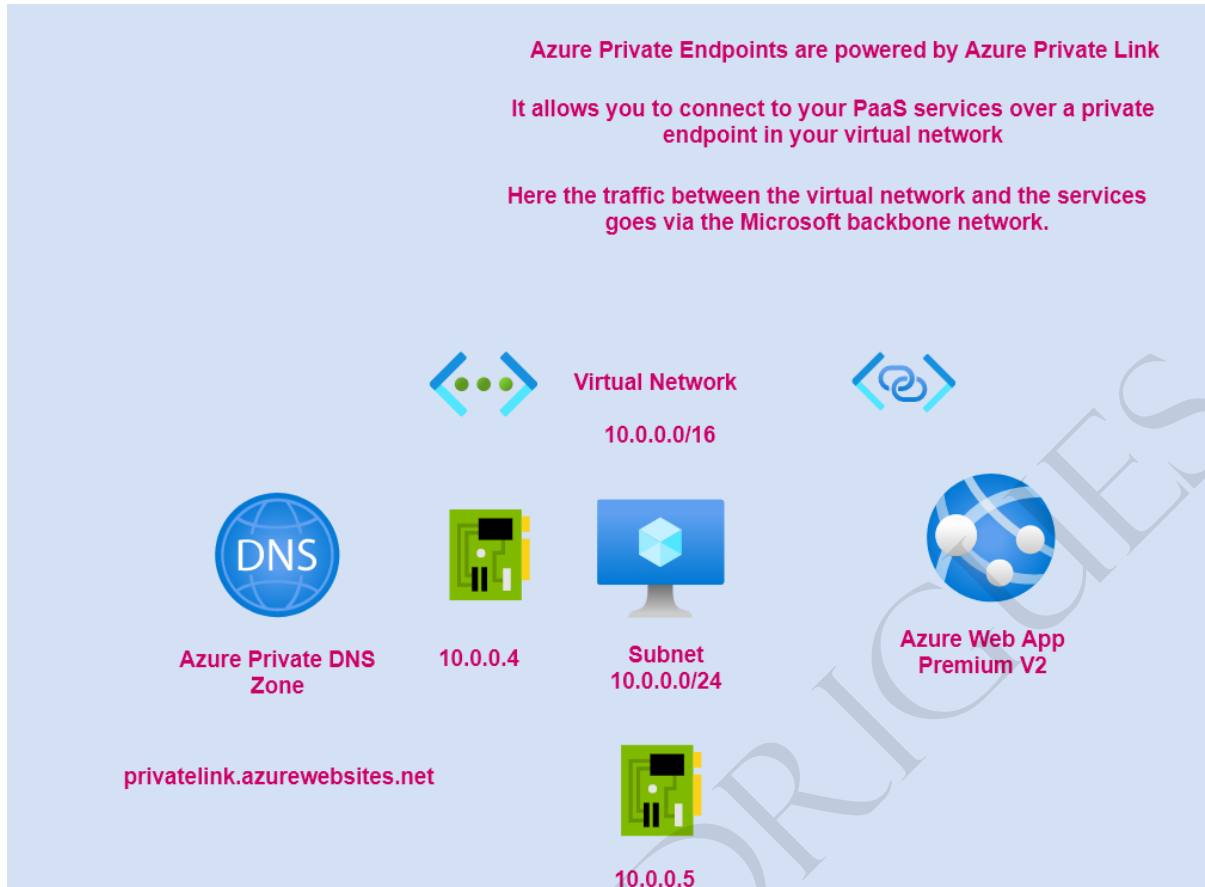 Azure Private Endpoints are powered by Azure Private Link
It allows you to connect to your PaaS services over a private
endpoint in your virtual network
Here the traffic between the virtual network and the services
goes via the Microsoft backbone network.
Virtual Network
10.0.0.0/16
DNS
Azure Private DNS
Zone
10.0.0.4
Subnet
10.0.0.0/24
Azure Web App
Premium V2
privatelink.azurewebsites.net
10.0.0.5